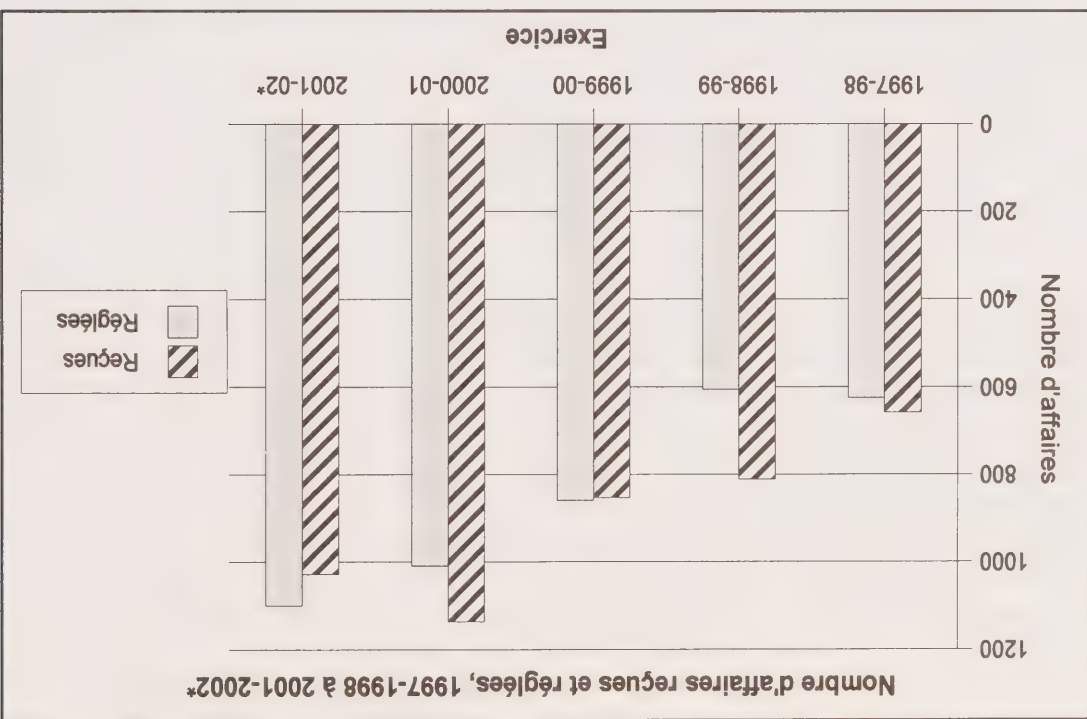 Nombre d'affaires reçues et réglées, 1997-1998 à 2001-2002*
Nombre d'affaires
1200
1000
800
600
400
200
0
1997-98
1998-99
1999-00
2000-01
2001-02*
Exercice
Reçues
Réglées